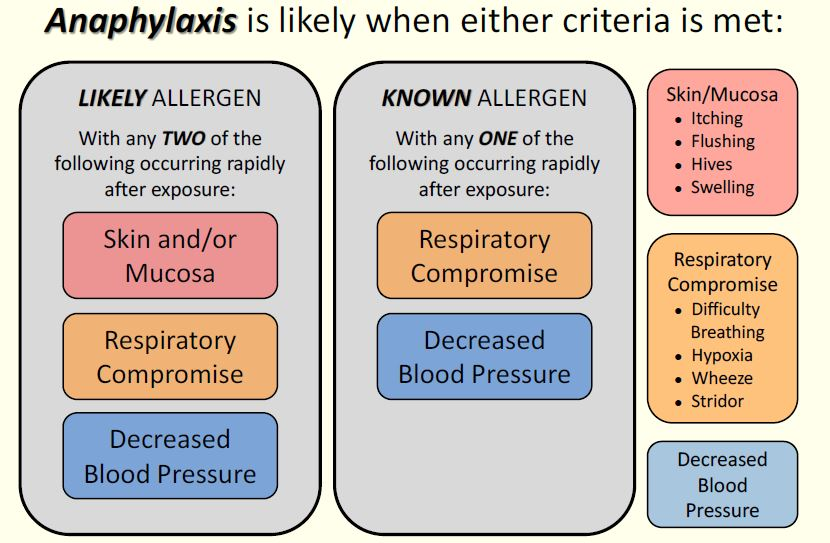 Anaphylaxis is likely when either criteria is met:
LIKELY ALLERGEN
With any TWO of the
following occurring rapidly
after exposure:
Skin and/or
Mucosa
Respiratory
Compromise
Decreased
Blood Pressure
KNOWN ALLERGEN
With any ONE of the
following occurring rapidly
after exposure:
Respiratory
Compromise
Decreased
Blood Pressure
Skin/Mucosa
• Itching
• Flushing
• Hives
• Swelling
Respiratory
Compromise
• Difficulty
Breathing
• Hypoxia
• Wheeze
• Stridor
Decreased
Blood
Pressure